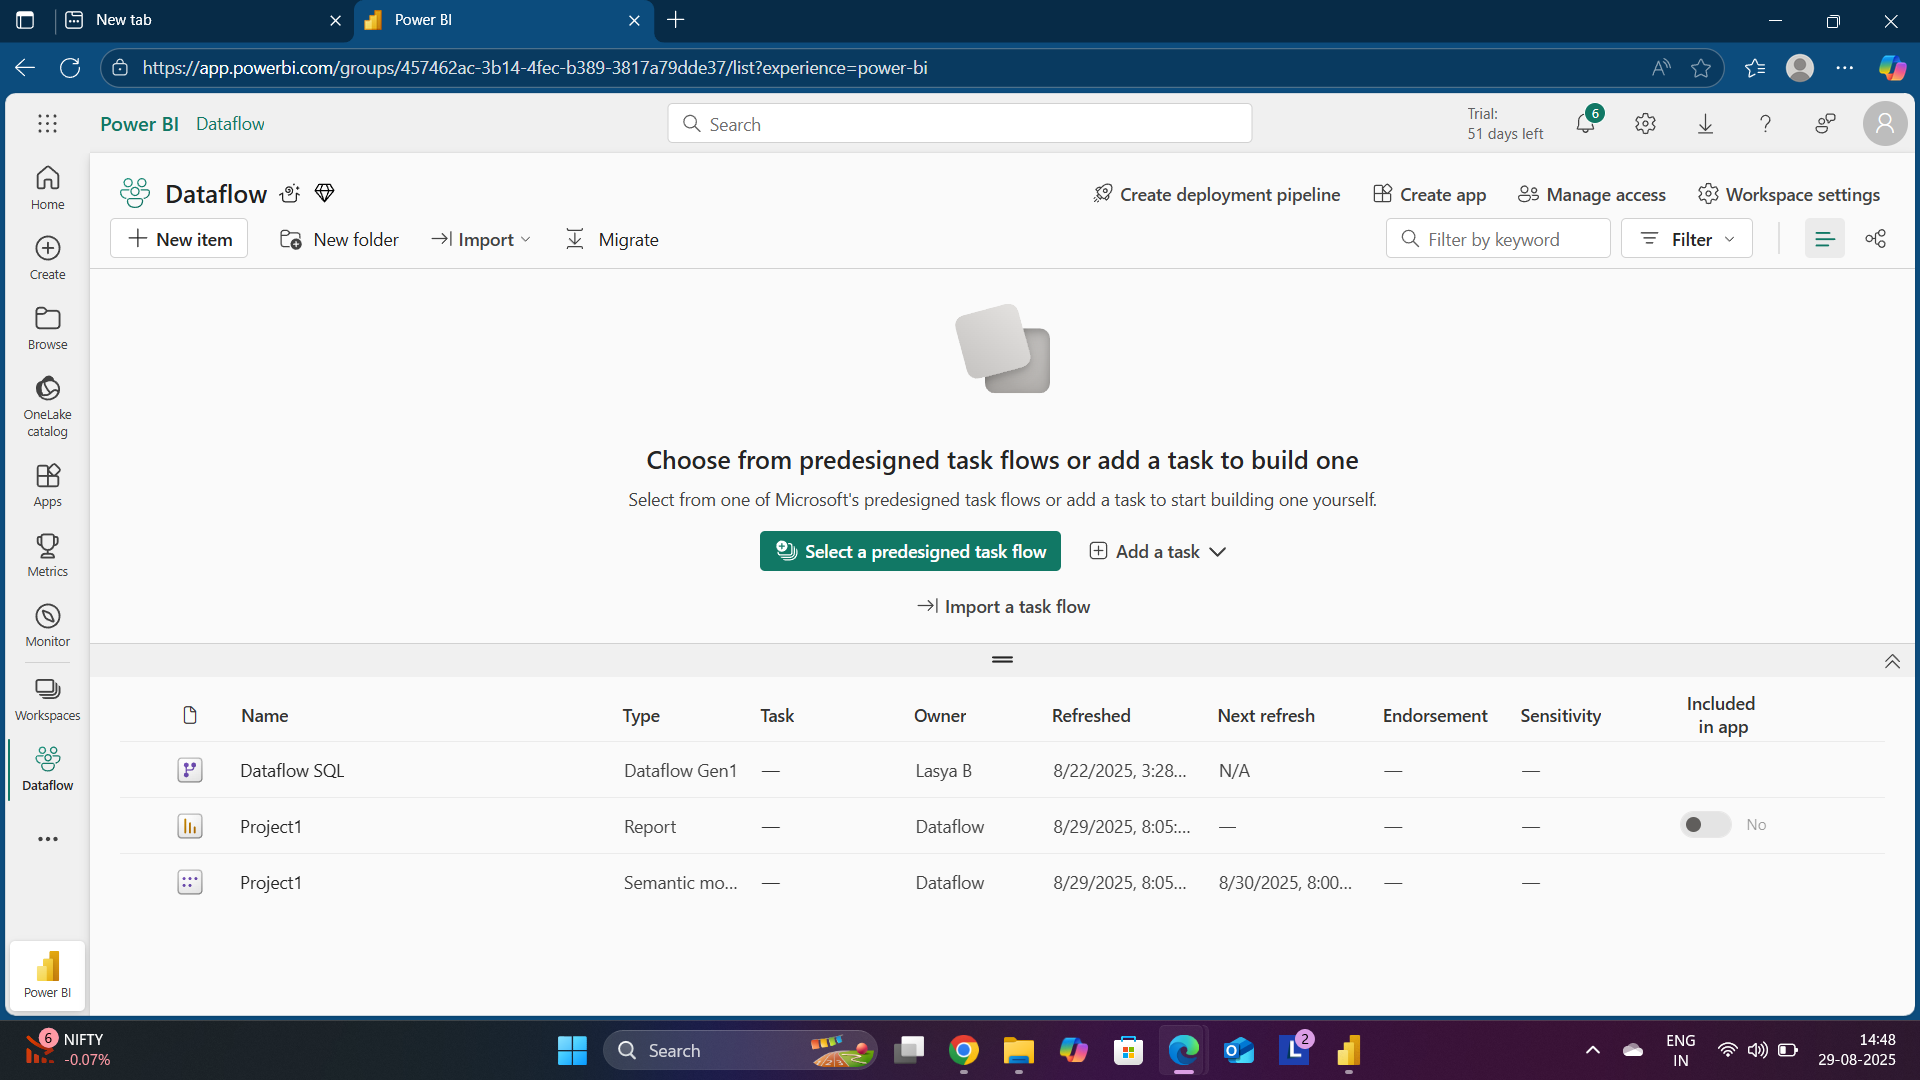 New tab
Power BI
https://app.powerbi.com/groups/457462ac-3b14-4fec-b389-3817a79dde37/list?experience=power-bi
Power BI Dataflow
Search
Trial:
51 days left
6
Home
Create
Browse
OneLake
catalog
Apps
Metrics
Monitor
Workspaces
Dataflow
Power BI
Dataflow
Create deployment pipeline
Create app
Manage access
Workspace settings
New item
New folder
Import
Migrate
Filter by keyword
Filter
Choose from predesigned task flows or add a task to build one
Select from one of Microsoft's predesigned task flows or add a task to start building one yourself.
Select a predesigned task flow
Add a task
Import a task flow
Name Type Task Owner Refreshed Next refresh Endorsement Sensitivity Included
in app
Dataflow SQL Dataflow Gen1 — Lasya B 8/22/2025, 3:28... N/A — —
Project1 Report — Dataflow 8/29/2025, 8:05:... — — — No
Project1 Semantic mo... — Dataflow 8/29/2025, 8:05... 8/30/2025, 8:00... — —
6
NIFTY
-0.07%
Search
2
ENG
IN
14:48
29-08-2025